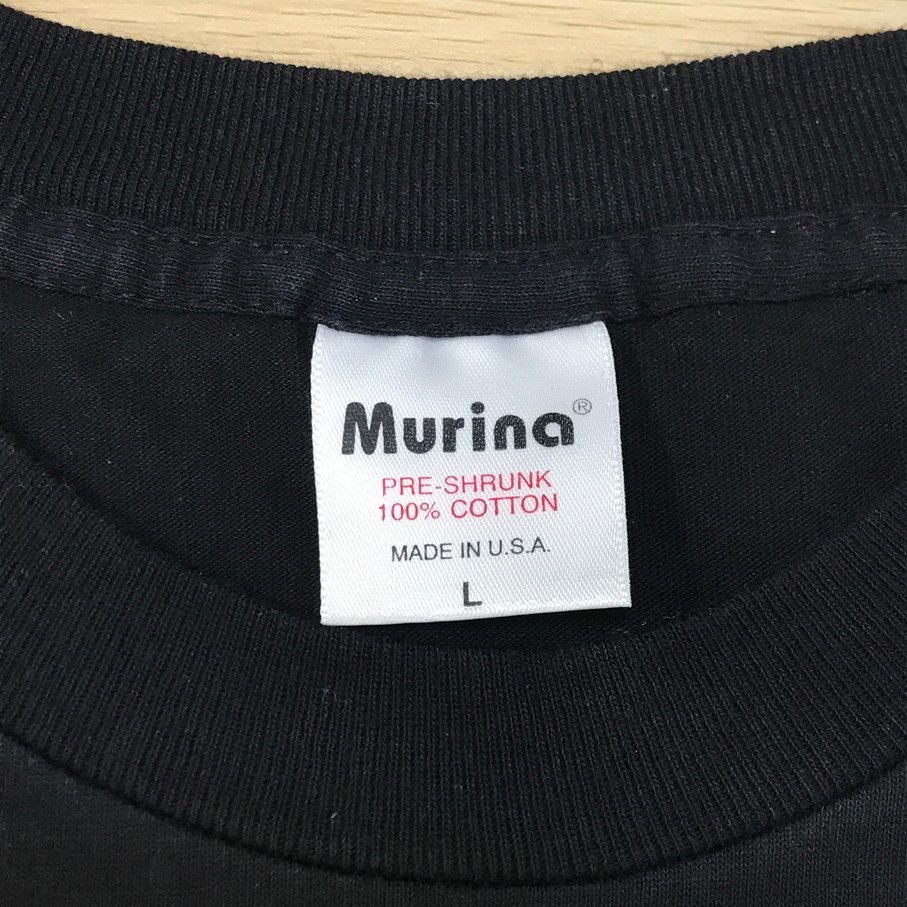 Murina®
PRE-SHRUNK
100% COTTON
MADE IN U.S.A.
L